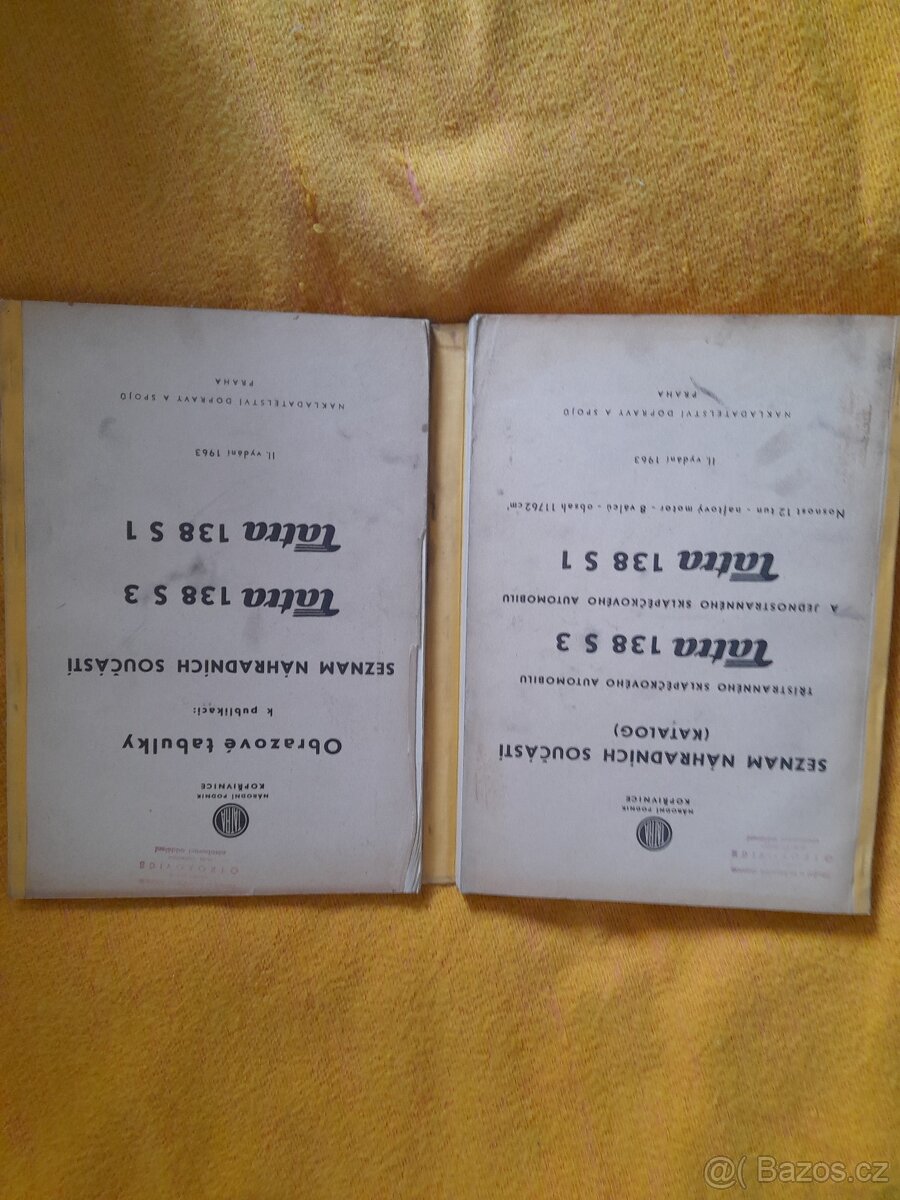 TATRA
NÁRODNÍ PODNIK
KOPŘIVNICE
SEZNAM NÁHRADNÍCH SOUČÁSTÍ
(KATALOG)
TŘÍSTRANNÉHO SKLÁPĚČKOVÉHO AUTOMOBILU
Tatra 138 S 3
A JEDNOSTRANNÉHO SKLÁPĚČKOVÉHO AUTOMOBILU
Tatra 138 S 1
Nosnost 12 tun - naftový motor - 8 válců - obsah 11762cm³
II. vydání 1963
NAKLADATELSTVÍ DOPRAVY A SPOJŮ
PRAHA
TATRA
NÁRODNÍ PODNIK
KOPŘIVNICE
Obrazové tabulky
k publikaci:
SEZNAM NÁHRADNÍCH SOUČÁSTÍ
Tatra 138 S 3
Tatra 138 S 1
II. vydání 1963
NAKLADATELSTVÍ DOPRAVY A SPOJŮ
PRAHA
@( Bazos.cz